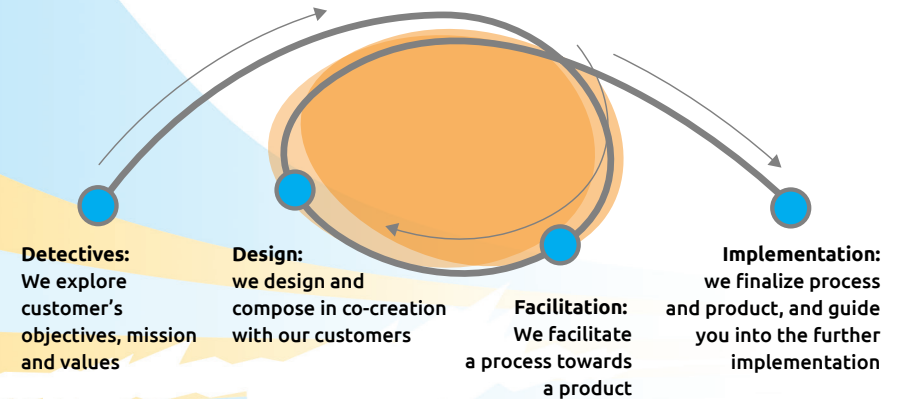 Detectives:
We explore
customer's
objectives, mission
and values
Design:
we design and
compose in co-creation
with our customers
Facilitation:
We facilitate
a process towards
a product
Implementation:
we finalize process
and product, and guide
you into the further
implementation